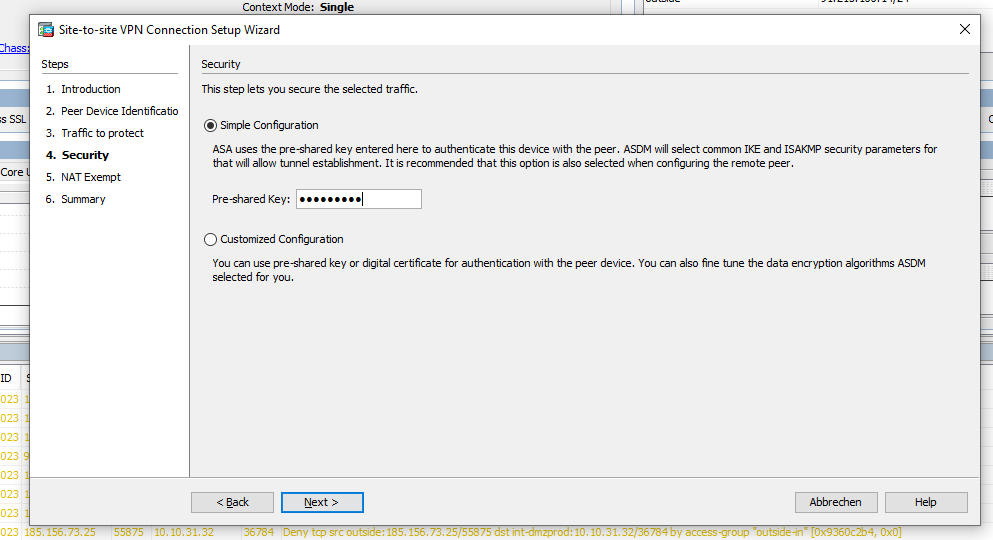 Context Mode: Single
outside
Site-to-site VPN Connection Setup Wizard
Chass
Steps
1. Introduction
2. Peer Device Identificatio
3. Traffic to protect
4. Security
5. NAT Exempt
6. Summary
Security
This step lets you secure the selected traffic.
Simple Configuration
ASA uses the pre-shared key entered here to authenticate this device with the peer. ASDM will select common IKE and ISAKMP security parameters for
that will allow tunnel establishment. It is recommended that this option is also selected when configuring the remote peer.
Pre-shared Key: •••••••••
Customized Configuration
You can use pre-shared key or digital certificate for authentication with the peer device. You can also fine tune the data encryption algorithms ASDM
selected for you.
ss SSL
Core U
ID
023 1
023 1
023 1
023 9
023 1
023 1
023 1
< Back
Next >
Abbrechen
Help
023 185.156.73.25 55875 10.10.31.32 36784 Deny tcp src outside:185.156.73.25/55875 dst int-dmzprod:10.10.31.32/36784 by access-group "outside-in" [0x9360c2b4, 0x0]